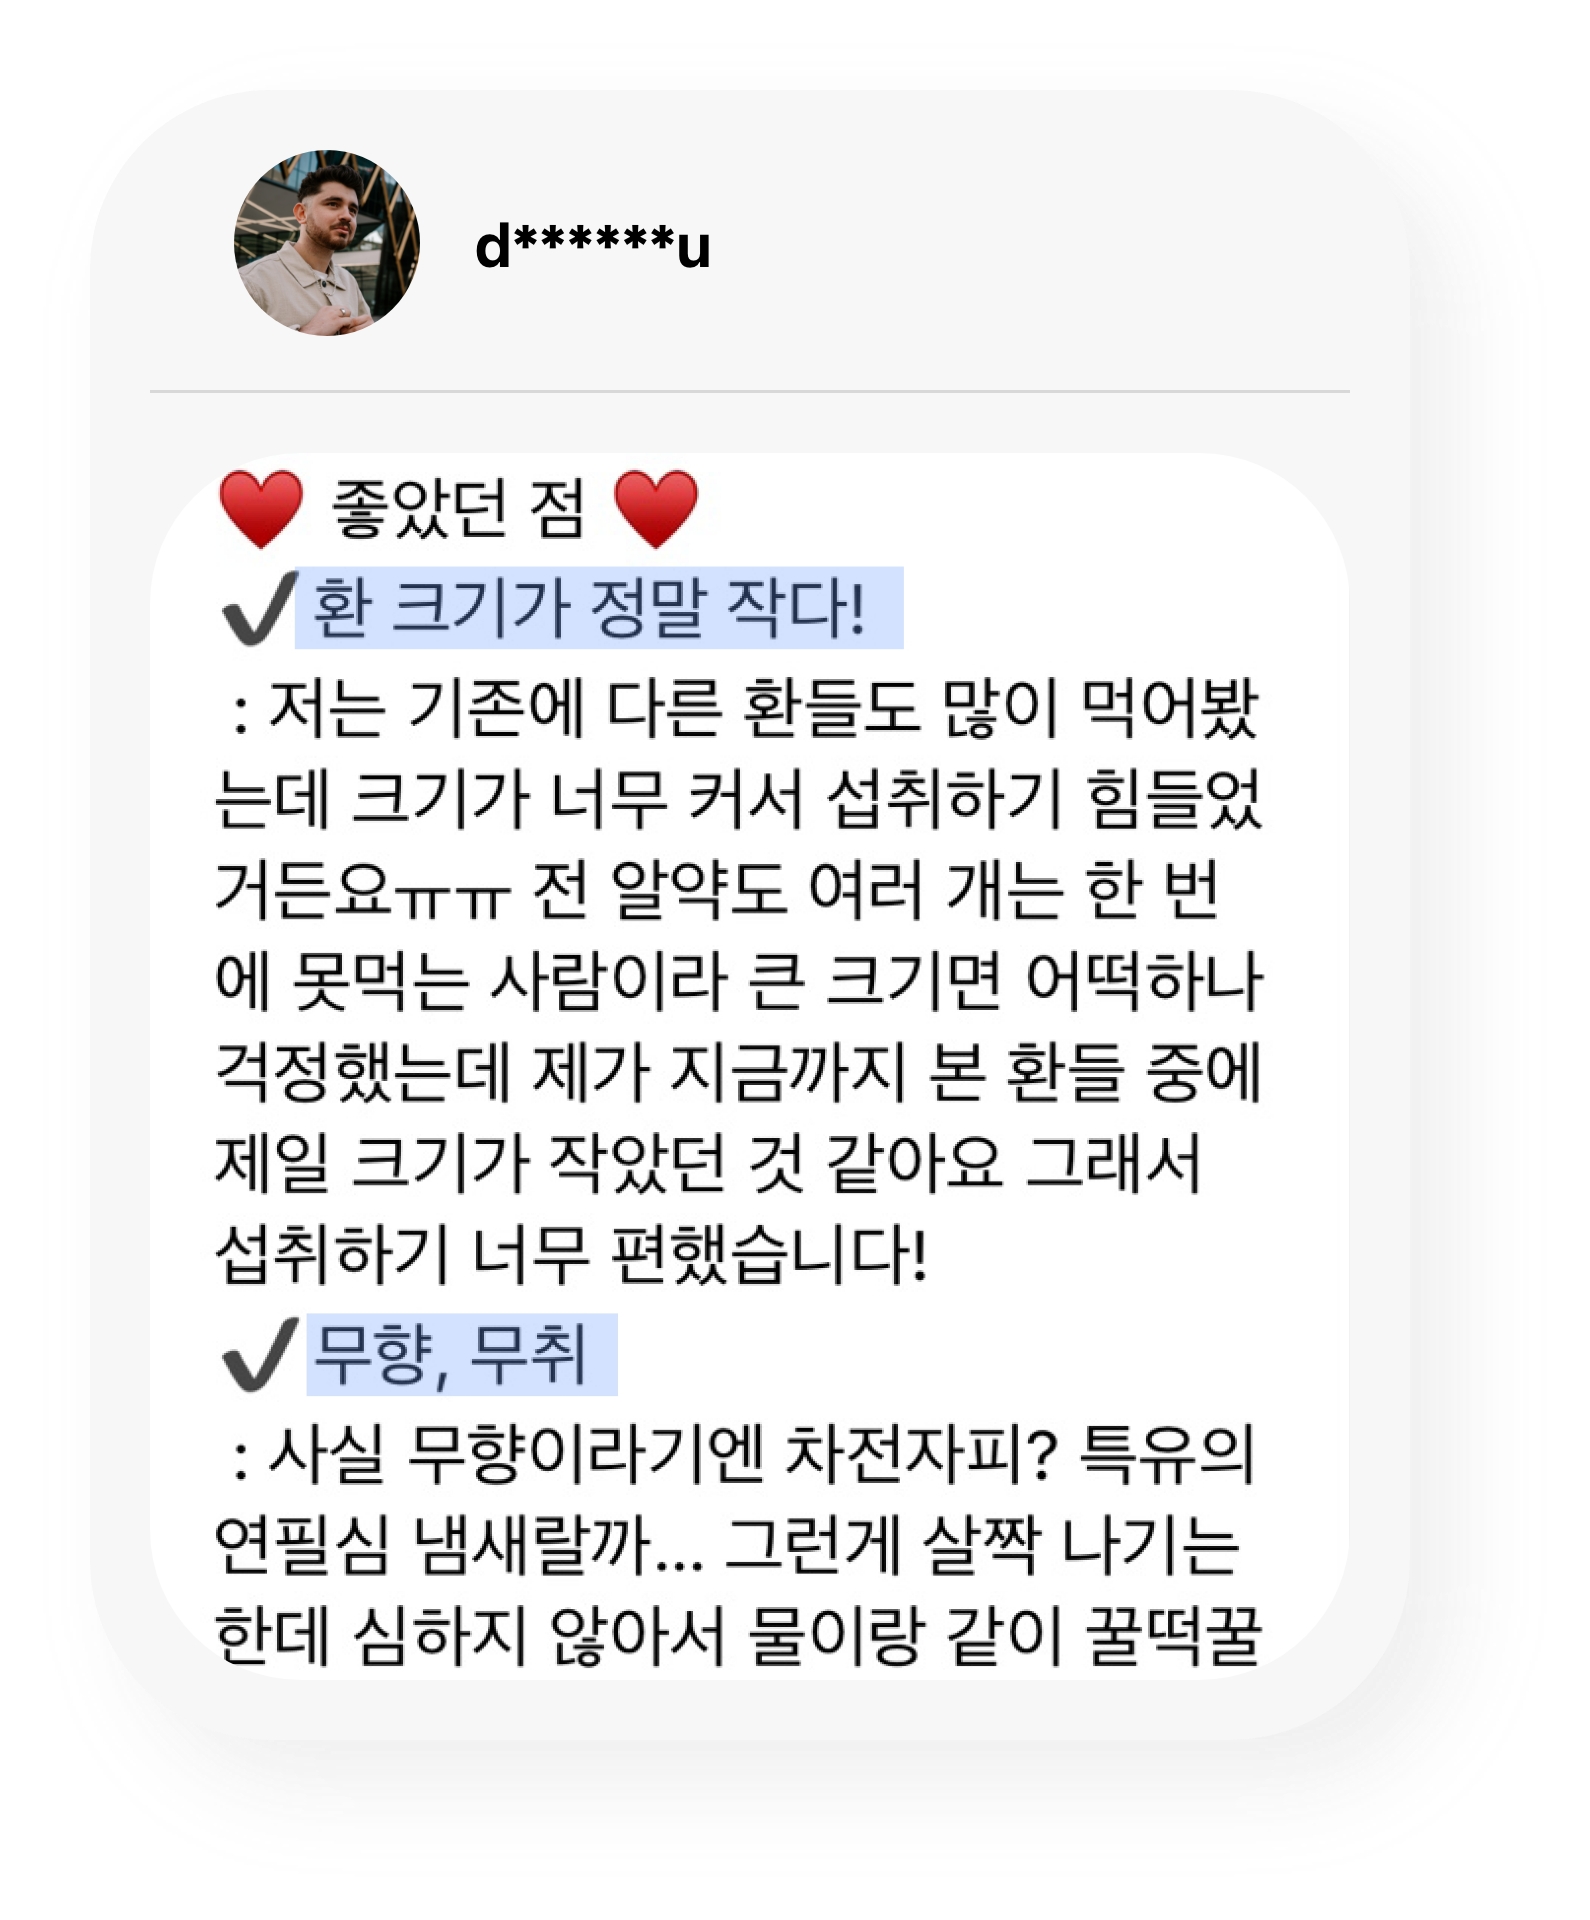 d******u
♥ 좋았던 점 ♥
✔환 크기가 정말 작다!
: 저는 기존에 다른 환들도 많이 먹어봤
는데 크기가 너무 커서 섭취하기 힘들었
거든요ㅠㅠ 전 알약도 여러 개는 한 번
에 못먹는 사람이라 큰 크기면 어떡하나
걱정했는데 제가 지금까지 본 환들 중에
제일 크기가 작았던 것 같아요 그래서
섭취하기 너무 편했습니다!
✔무향, 무취
: 사실 무향이라기엔 차전자피? 특유의
연필심 냄새랄까... 그런게 살짝 나기는
한데 심하지 않아서 물이랑 같이 꿀떡꿀